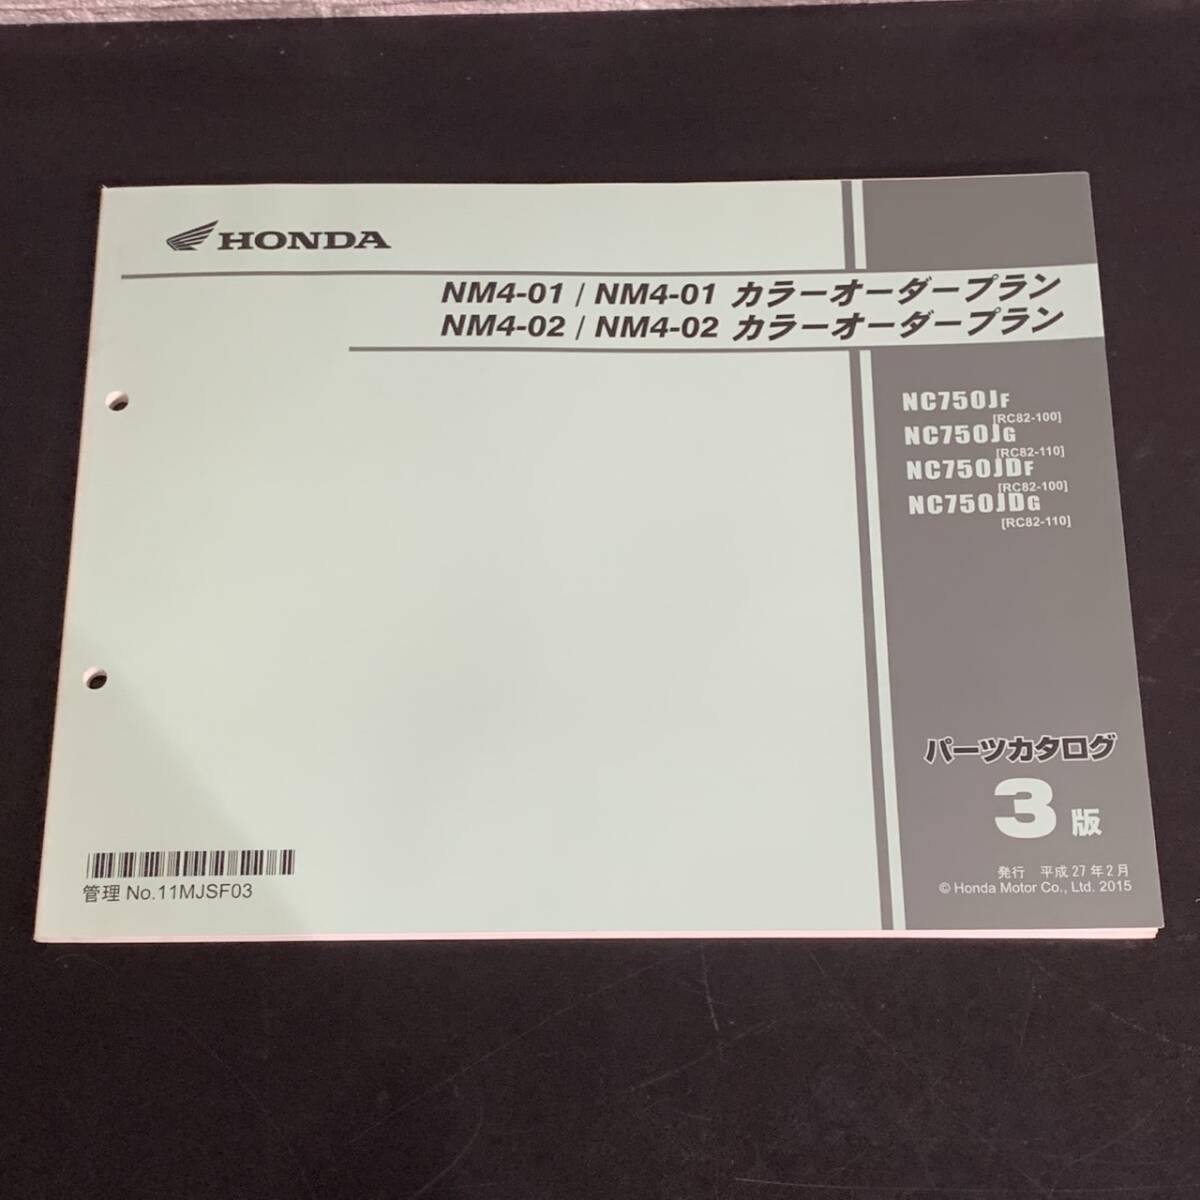 HONDA
NM4-01 / NM4-01 カラーオーダープラン
NM4-02 / NM4-02 カラーオーダープラン
NC750JF
[RC82-100]
NC750JG
[RC82-110]
NC750JDF
[RC82-100]
NC750JDG
[RC82-110]
パーツカタログ
3 版
発行 平成27年2月
© Honda Motor Co., Ltd. 2015
管理 No.11MJSF03